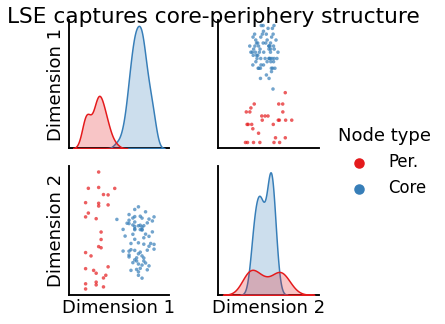 LSE captures core-periphery structure
Dimension 1
Node type
Per.
Core
Dimension 2
Dimension 1
Dimension 2